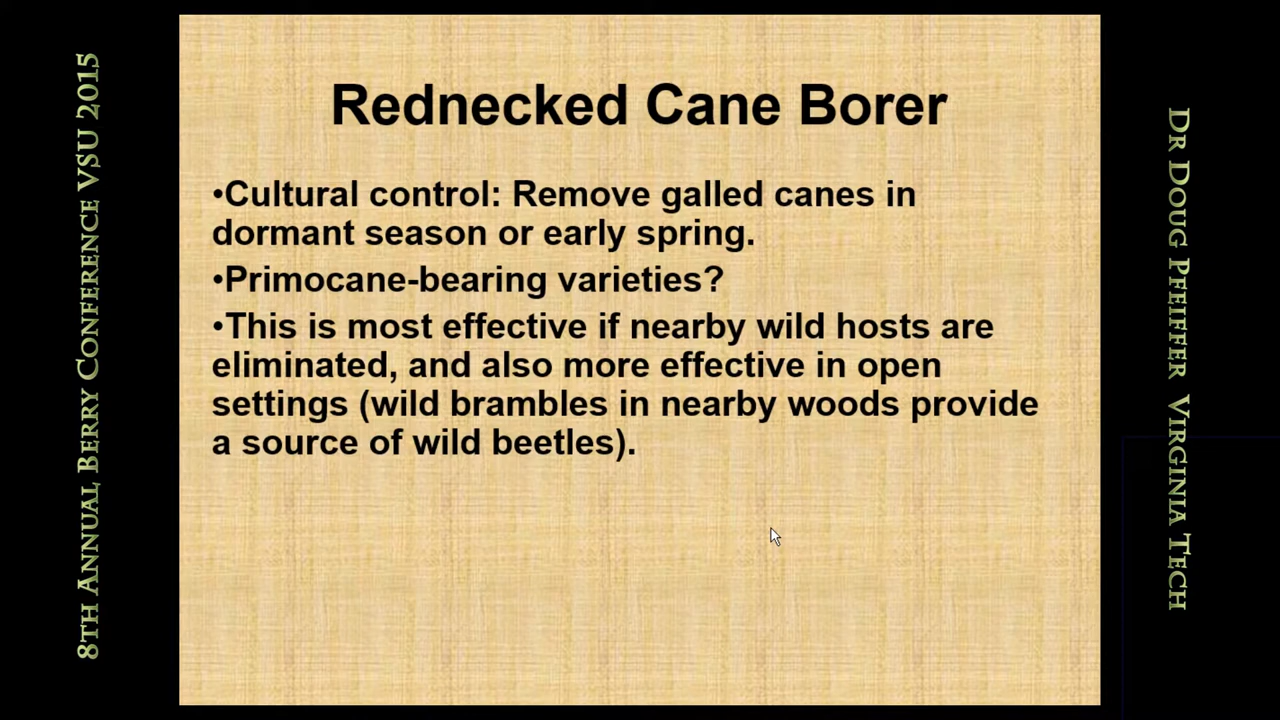 8TH ANNUAL BERRY CONFERENCE VSU 2015
Rednecked Cane Borer
•Cultural control: Remove galled canes in
dormant season or early spring.
•Primocane-bearing varieties?
•This is most effective if nearby wild hosts are
eliminated, and also more effective in open
settings (wild brambles in nearby woods provide
a source of wild beetles).
DR DOUG PFEIFFER VIRGINIA TECH